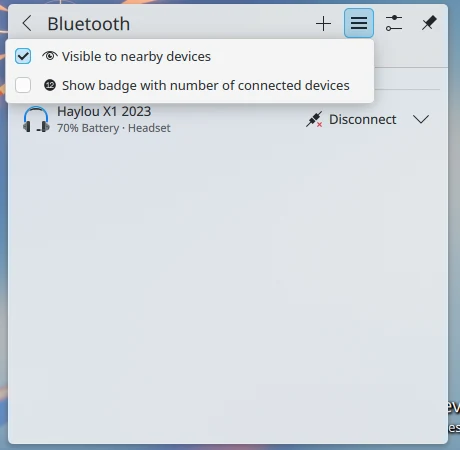 Bluetooth
Visible to nearby devices
Show badge with number of connected devices
Haylou X1 2023
70% Battery · Headset
Disconnect